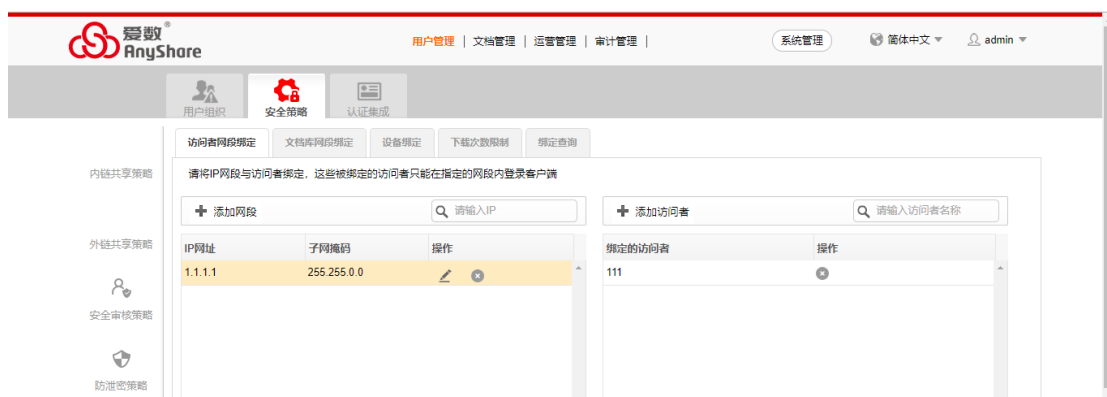 爱数®
AnyShare
用户管理 | 文档管理 | 运营管理 | 审计管理 |
系统管理
简体中文
admin
用户组织
安全策略
认证集成
访问者网段绑定
文档库网段绑定
设备绑定
下载次数限制
绑定查询
内链共享策略
外链共享策略
安全审核策略
防泄密策略
请将IP网段与访问者绑定，这些被绑定的访问者只能在指定的网段内登录客户端
添加网段
请输入IP
IP网址 子网掩码 操作
1.1.1.1 255.255.0.0
添加访问者
请输入访问者名称
绑定的访问者 操作
111